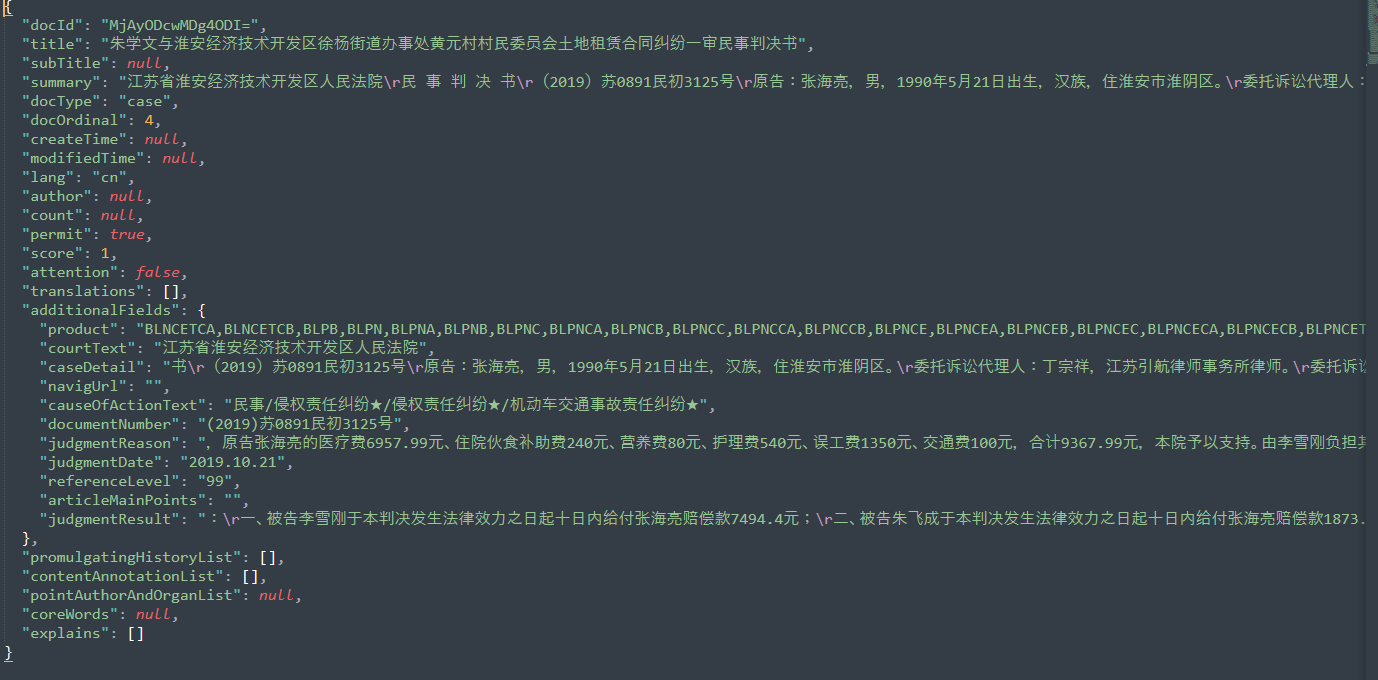 {
"docId": "MjAyODcwMDg4ODI=",
"title": "朱学文与淮安经济技术开发区徐杨街道办事处黄元村村民委员会土地租赁合同纠纷一审民事判决书",
"subTitle": null,
"summary": "江苏省淮安经济技术开发区人民法院\r民 事 判 决 书\r（2019）苏0891民初3125号\r原告：张海亮，男，1990年5月21日出生，汉族，住淮安市淮阴区。\r委托诉讼代理人：
"docType": "case",
"docOrdinal": 4,
"createTime": null,
"modifiedTime": null,
"lang": "cn",
"author": null,
"count": null,
"permit": true,
"score": 1,
"attention": false,
"translations": [],
"additionalFields": {
"product": "BLNCETCA,BLNCETCB,BLPB,BLPN,BLPNA,BLPNB,BLPNC,BLPNCA,BLPNCB,BLPNCC,BLPNCCA,BLPNCCB,BLPNCE,BLPNCEA,BLPNCEB,BLPNCEC,BLPNCECA,BLPNCECB,BLPNCET
"courtText": "江苏省淮安经济技术开发区人民法院",
"caseDetail": "书\r（2019）苏0891民初3125号\r原告：张海亮，男，1990年5月21日出生，汉族，住淮安市淮阴区。\r委托诉讼代理人：丁宗祥，江苏引航律师事务所律师。\r委托诉讼
"navigUrl": "",
"causeOfActionText": "民事/侵权责任纠纷★/侵权责任纠纷★/机动车交通事故责任纠纷★",
"documentNumber": "(2019)苏0891民初3125号",
"judgmentReason": "，原告张海亮的医疗费6957.99元、住院伙食补助费240元、营养费80元、护理费540元、误工费1350元、交通费100元，合计9367.99元，本院予以支持。由李雪刚负担其
"judgmentDate": "2019.10.21",
"referenceLevel": "99",
"articleMainPoints": "",
"judgmentResult": "：\r一、被告李雪刚于本判决发生法律效力之日起十日内给付张海亮赔偿款7494.4元；\r二、被告朱飞成于本判决发生法律效力之日起十日内给付张海亮赔偿款1873.
},
"promulgatingHistoryList": [],
"contentAnnotationList": [],
"pointAuthorAndOrganList": null,
"coreWords": null,
"explains": []
}